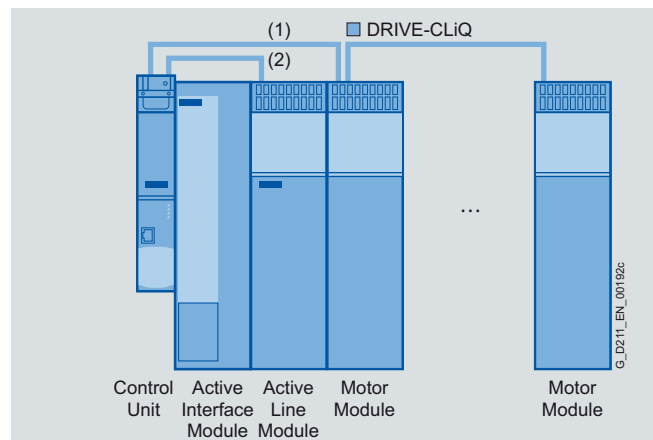 (1)
DRIVE-CLiQ
(2)
...
G_D211_EN_00192c
Control Unit
Active Interface Module
Active Line Module
Motor Module
Motor Module